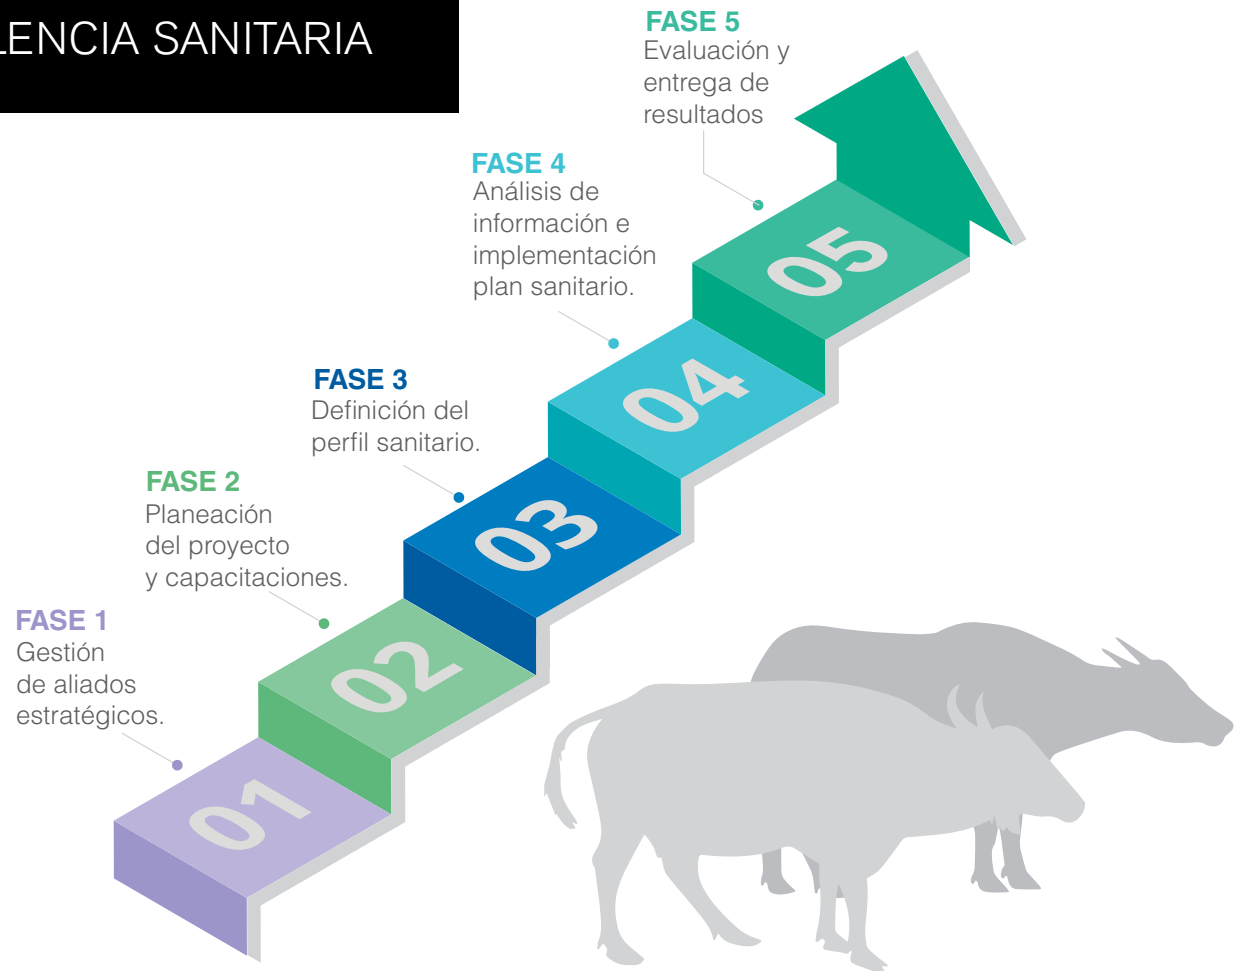 LENCIA SANITARIA
FASE 5
Evaluación y
entrega de
resultados
FASE 4
Análisis de
información e
implementación
plan sanitario.
FASE 3
Definición del
perfil sanitario.
FASE 2
Planeación
del proyecto
y capacitaciones.
FASE 1
Gestión
de aliados
estratégicos.
05
04
03
02
01